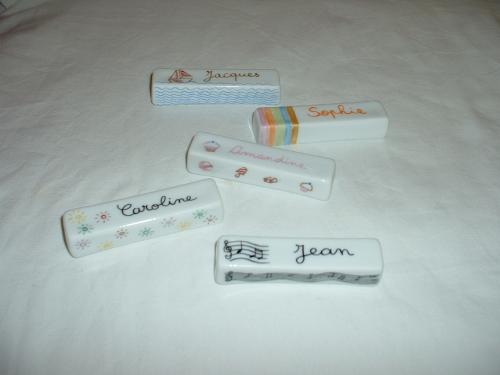 Jacques
Sophie
Amandine
Caroline
Jean